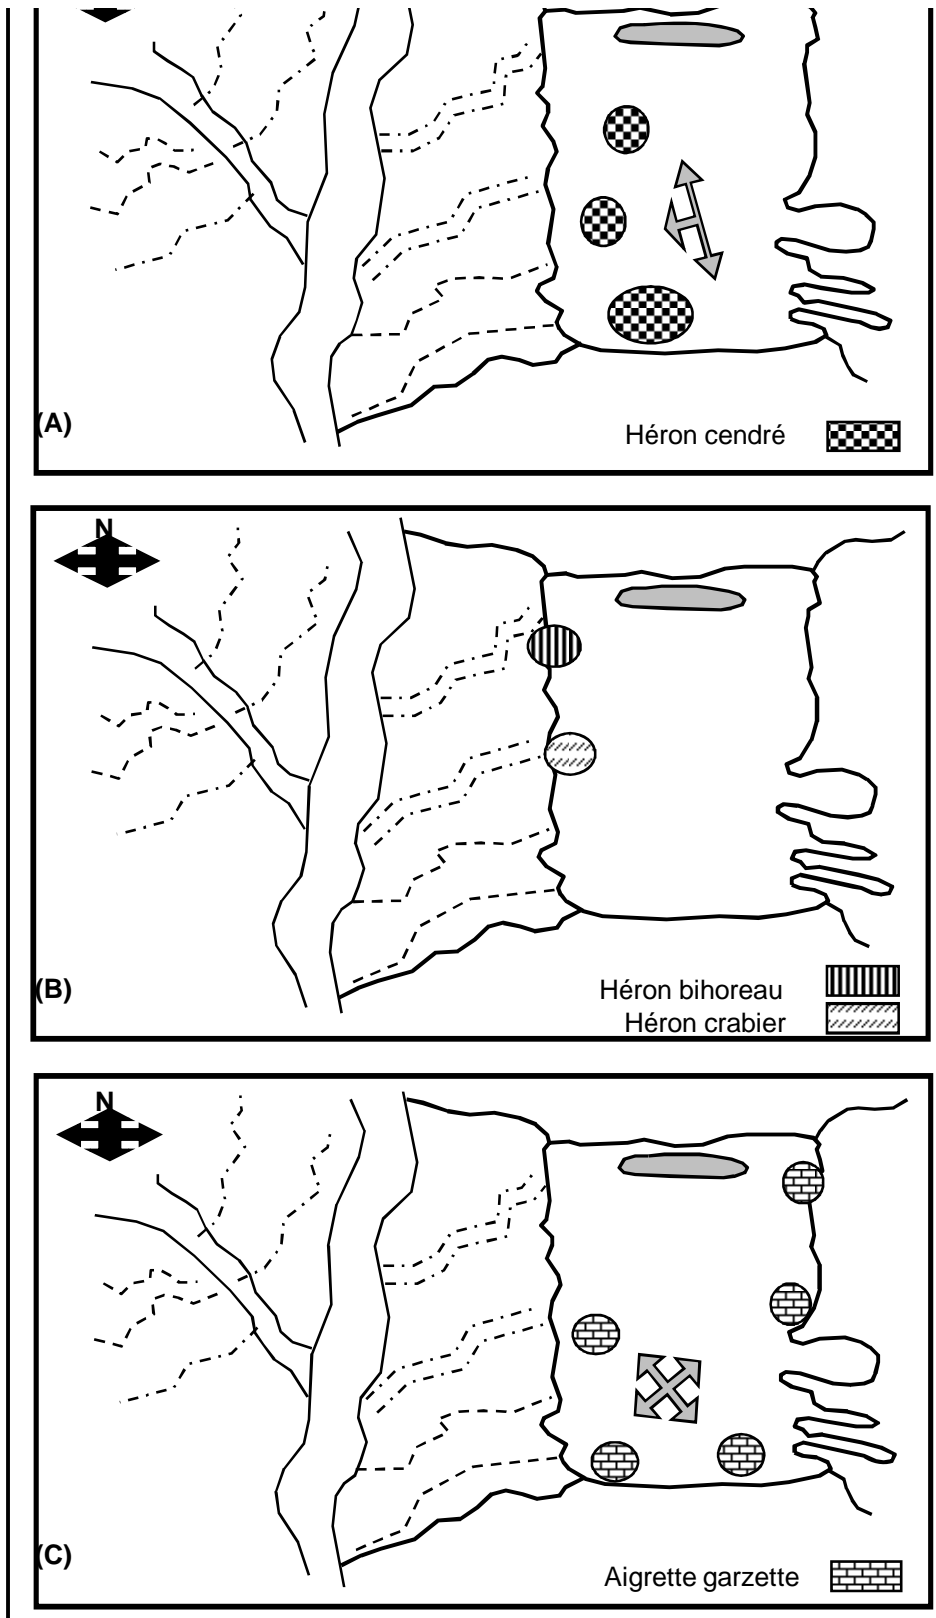 (A)
Héron cendré
N
(B)
Héron bihoreau
Héron crabier
N
(C)
Aigrette garzette